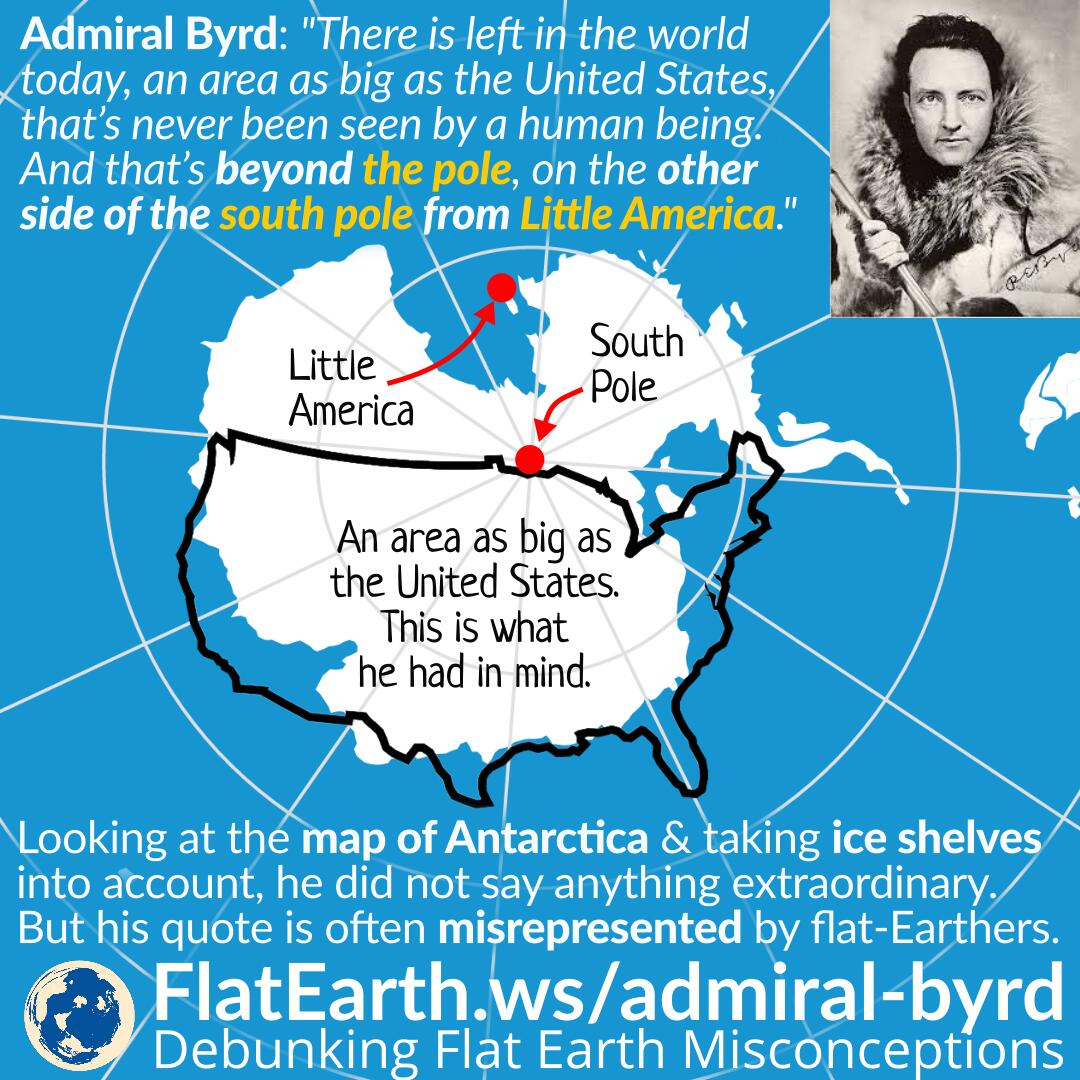 Admiral Byrd: "There is left in the world
today, an area as big as the United States,
that's never been seen by a human being.
And that's beyond the pole, on the other
side of the south pole from Little America."
Little
America
South
Pole
An area as big as
the United States.
This is what
he had in mind.
Looking at the map of Antarctica & taking ice shelves
into account, he did not say anything extraordinary.
But his quote is often misrepresented by flat-Earthers.
FlatEarth.ws/admiral-byrd
Debunking Flat Earth Misconceptions